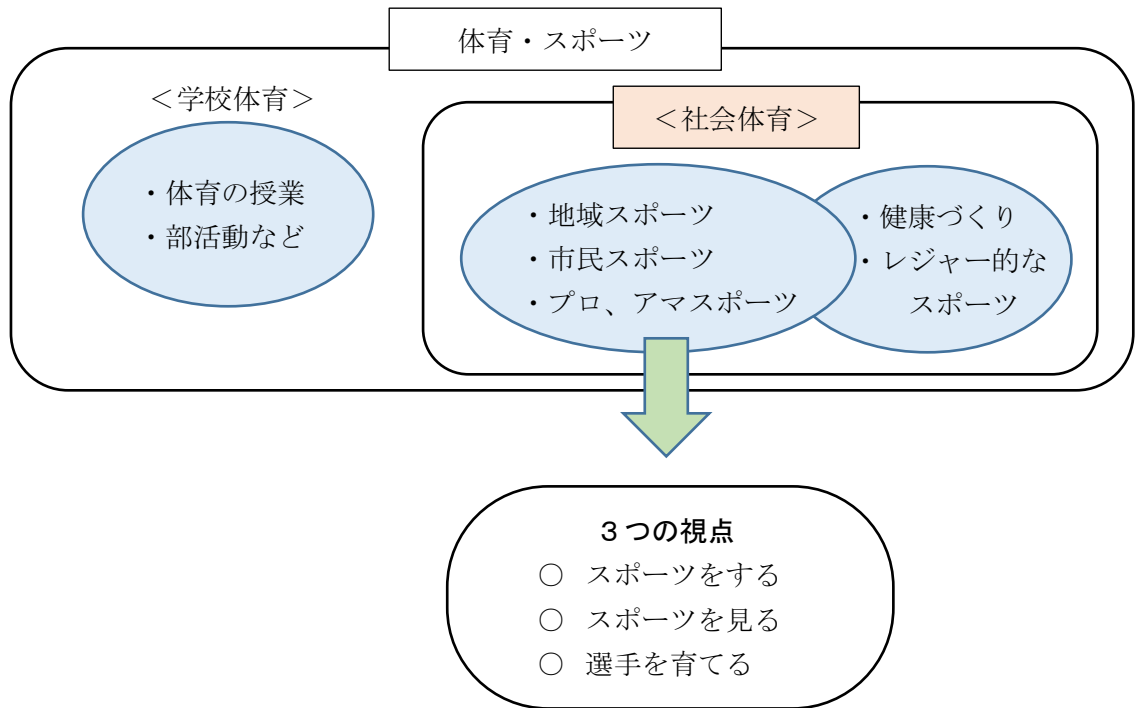 体育・スポーツ
＜学校体育＞
・体育の授業
・部活動など
＜社会体育＞
・地域スポーツ
・市民スポーツ
・プロ、アマスポーツ
・健康づくり
・レジャー的な
スポーツ
３つの視点
○ スポーツをする
○ スポーツを見る
○ 選手を育てる